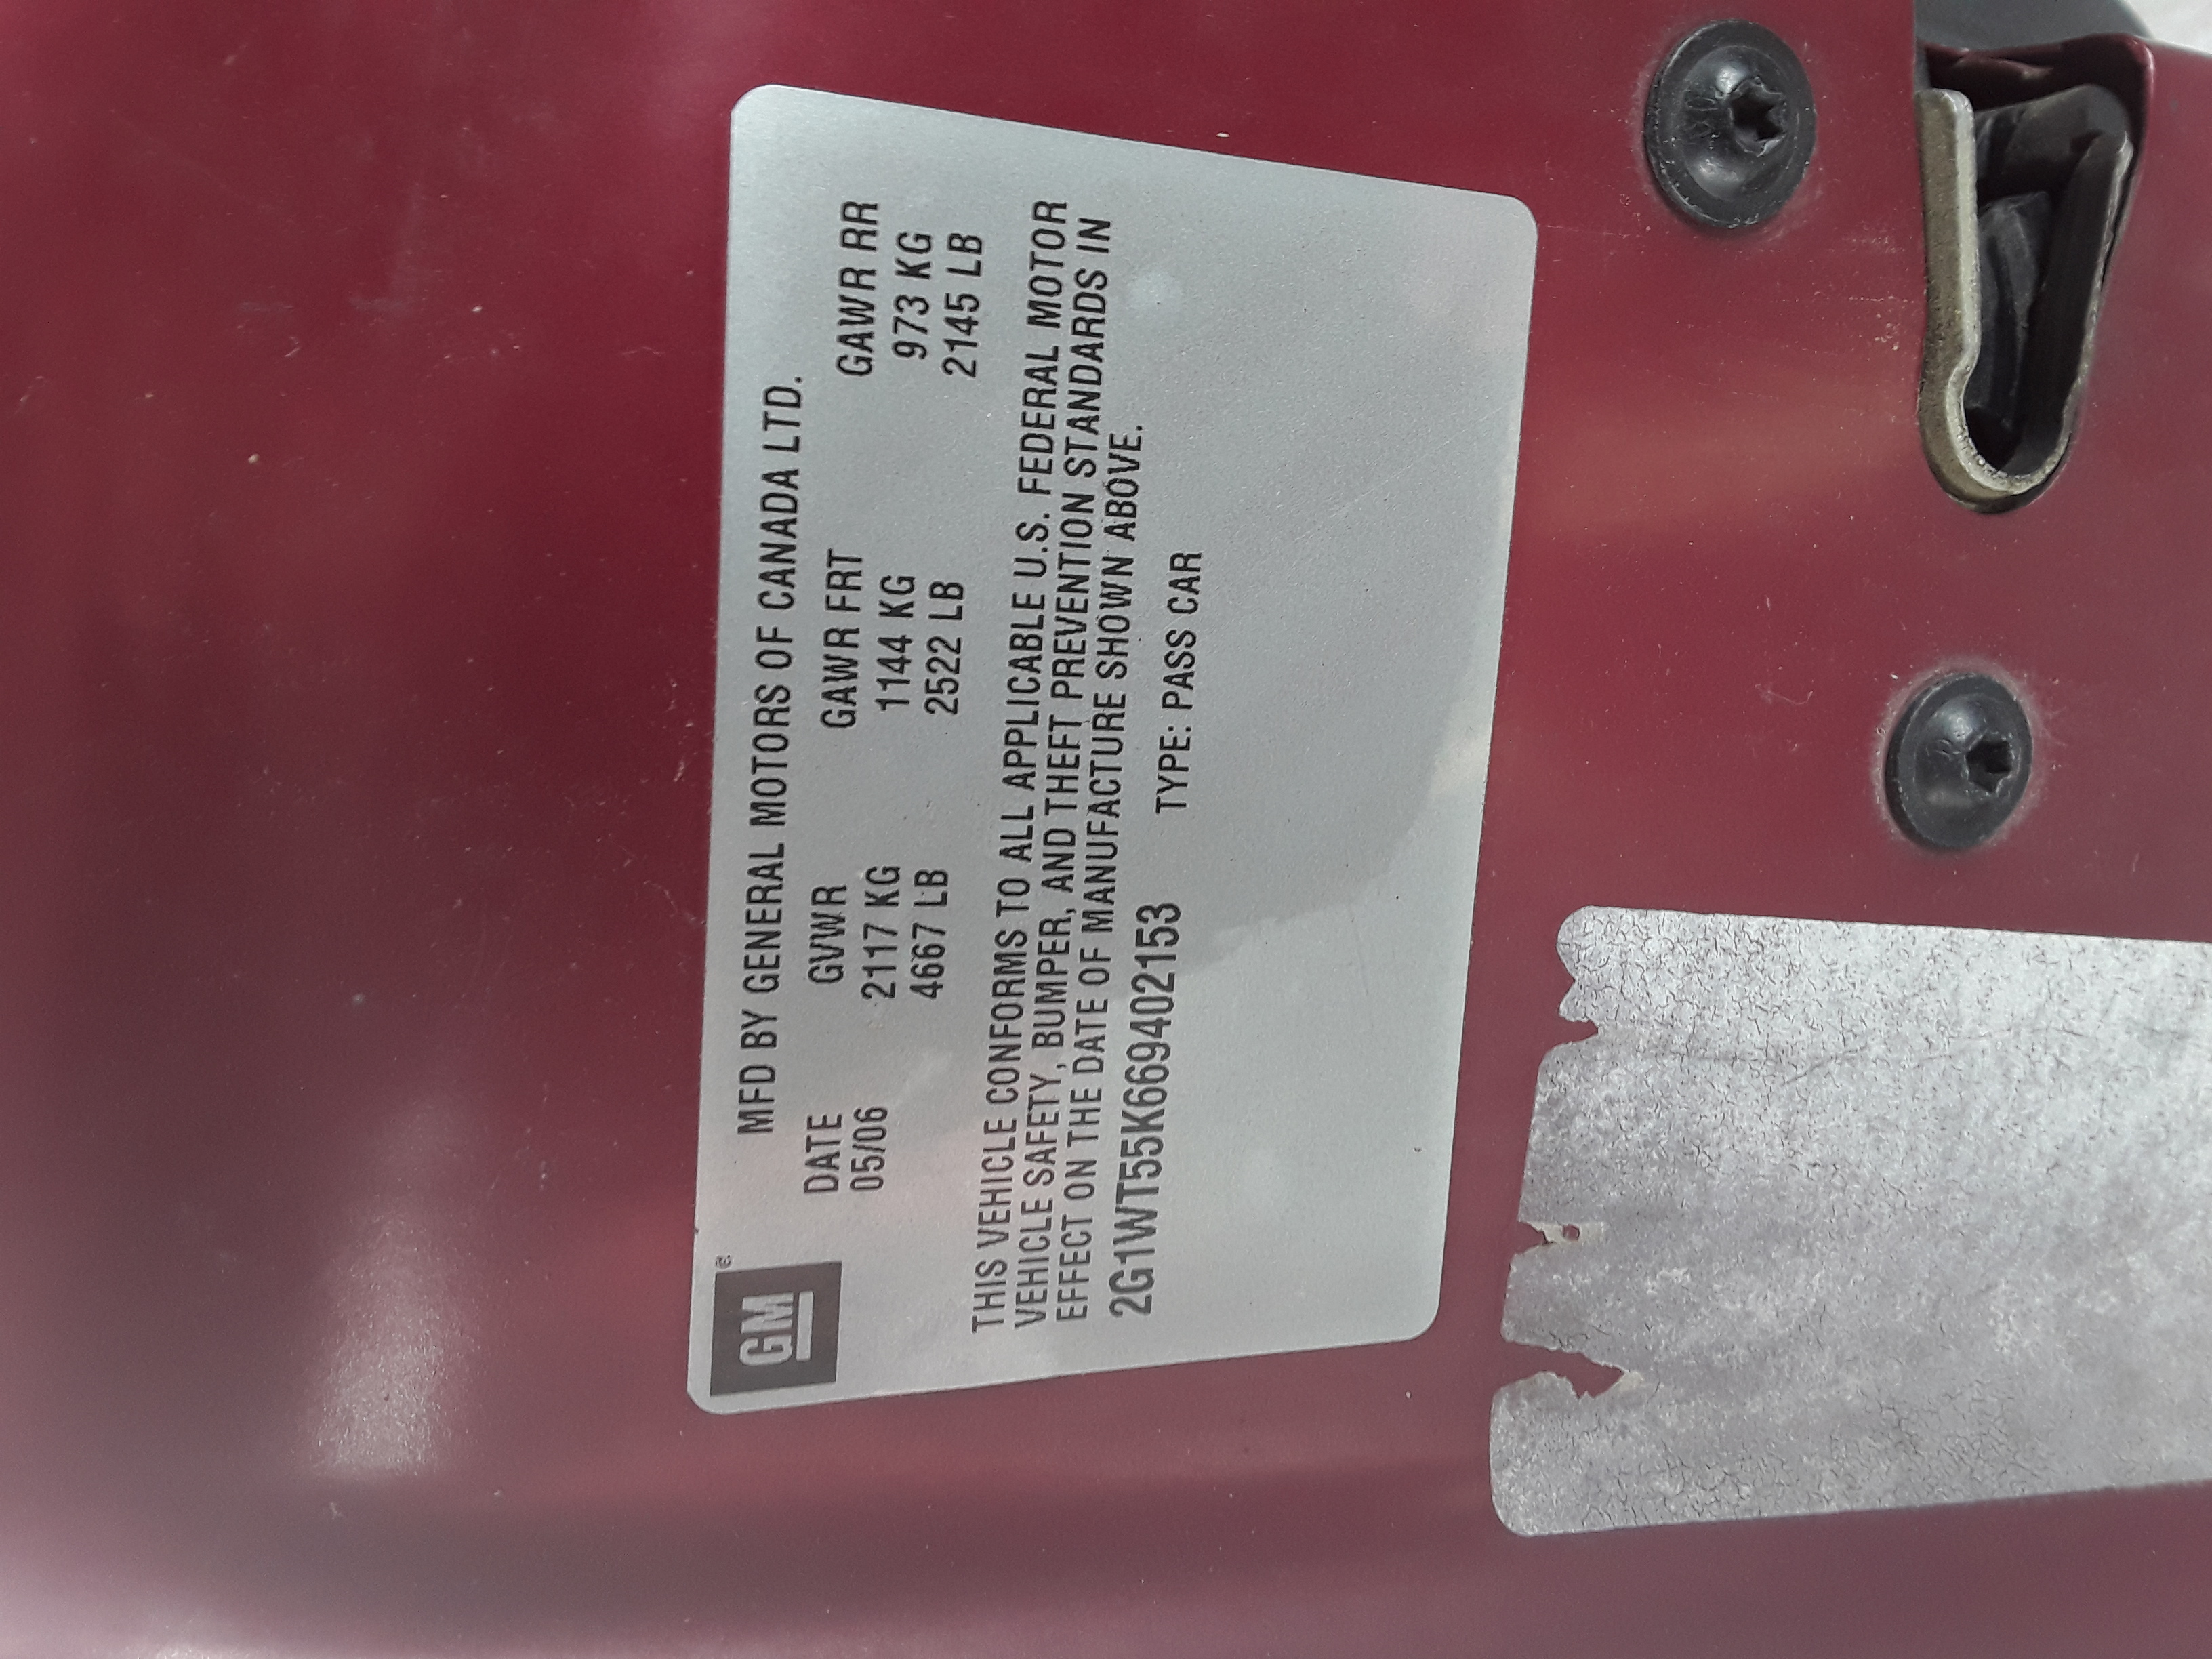 GM®
MFD BY GENERAL MOTORS OF CANADA LTD.
DATE GVWR GAWR FRT GAWR RR
05/06 2117 KG 1144 KG 973 KG
4667 LB 2522 LB 2145 LB
THIS VEHICLE CONFORMS TO ALL APPLICABLE U.S. FEDERAL MOTOR
VEHICLE SAFETY, BUMPER, AND THEFT PREVENTION STANDARDS IN
EFFECT ON THE DATE OF MANUFACTURE SHOWN ABOVE.
2G1WT55K669402153 TYPE: PASS CAR